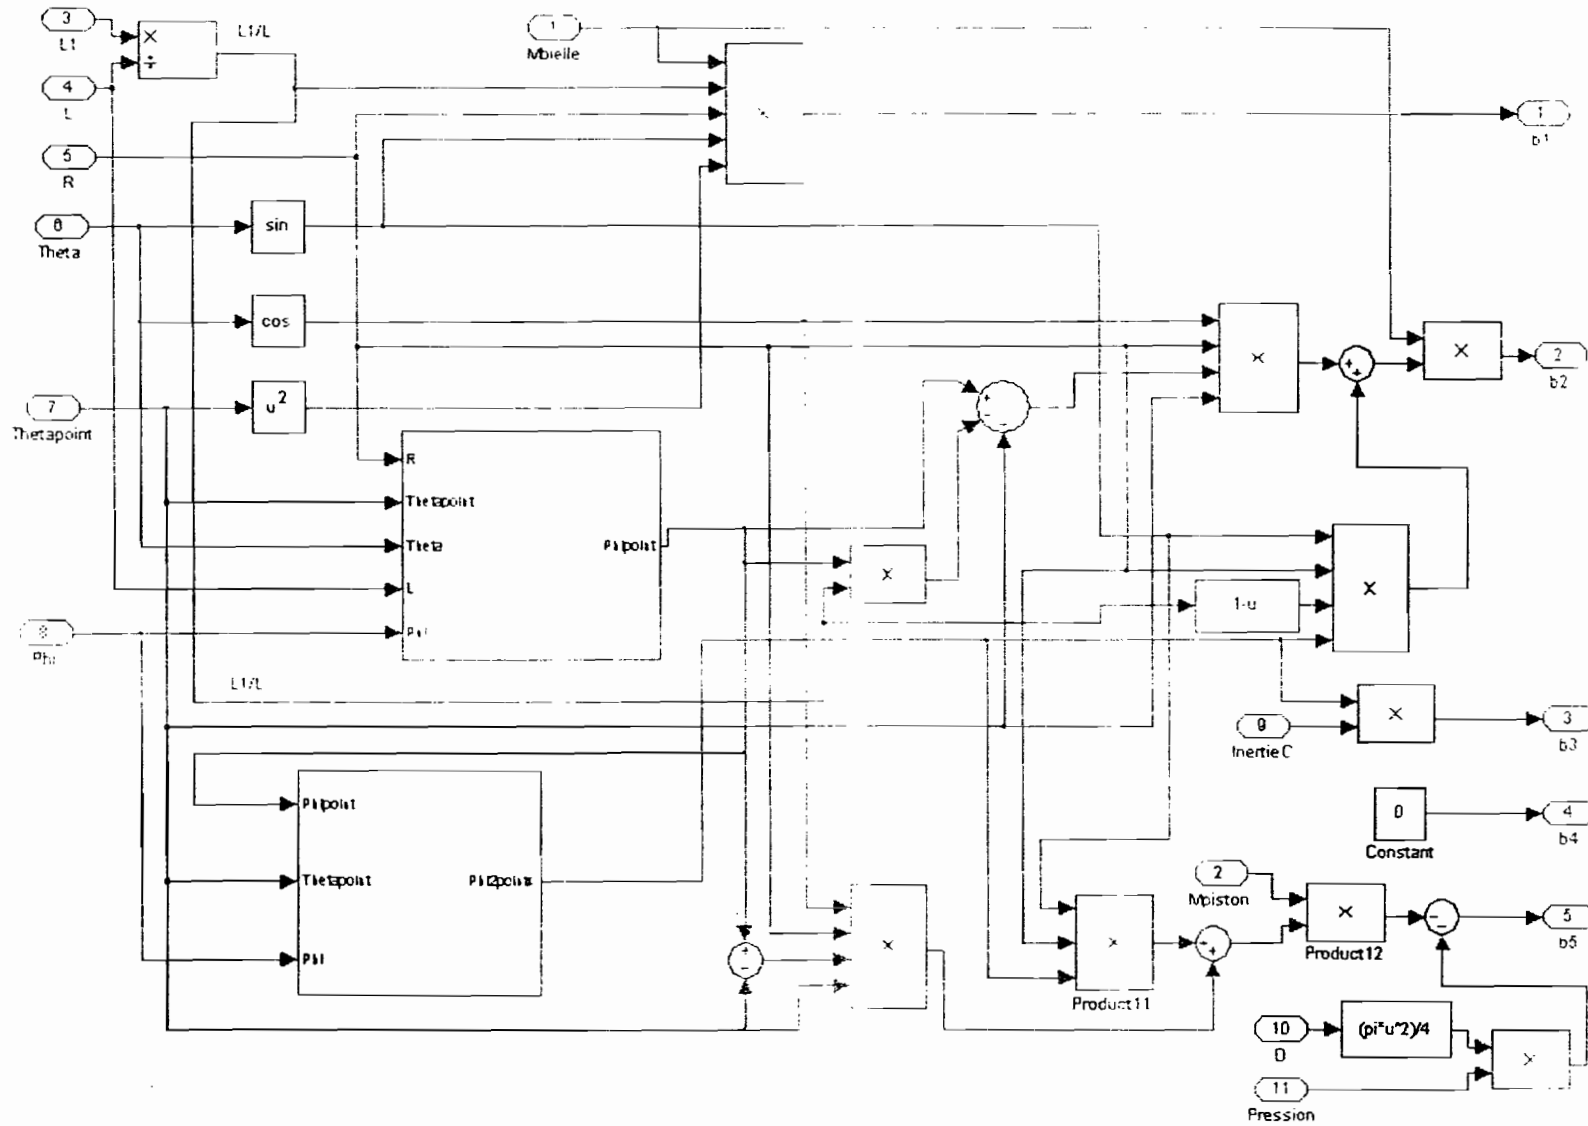 3
L1
×
÷
L1/L
1
Mbielle
4
L
5
R
×
1
b1
6
Theta
sin
cos
7
Thetapoint
u²
×
+
+
×
2
b2
+
-
-
R
Thetapoint
Theta
L
Phi
Phipoint
×
1-u
×
8
Phi
L1/L
×
3
b3
9
InertieC
Phipoint
Thetapoint
Phi
Phi2points
0
Constant
4
b4
2
Mpiston
×
Product12
-
-
5
b5
+
-
×
×
Product11
+
+
10
D
(pi*u^2)/4
×
11
Pression